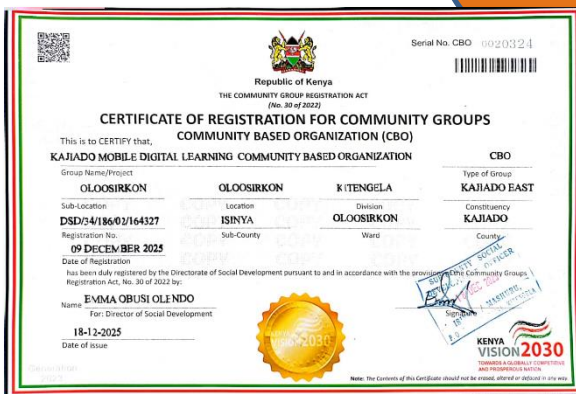 Serial No. CBO 0020324
Republic of Kenya
THE COMMUNITY GROUP REGISTRATION ACT
(No. 30 of 2022)
CERTIFICATE OF REGISTRATION FOR COMMUNITY GROUPS
This is to CERTIFY that, COMMUNITY BASED ORGANIZATION (CBO)
KAJIADO MOBILE DIGITAL LEARNING COMMUNITY BASED ORGANIZATION CBO
Group Name/Project Type of Group
OLOOSIRKON OLOOSIRKON KITENGELA KAJIADO EAST
Sub-Location Location Division Constituency
DSD/34/186/02/164327 ISINYA OLOOSIRKON KAJIADO
Registration No. Sub-County Ward County
09 DECEMBER 2025
Date of Registration
has been duly registered by the Directorate of Social Development pursuant to and in accordance with the provision of the Community Groups
Registration Act, No. 30 of 2022 by:
Name EMMA OBUSI OLENDO
For: Director of Social Development
Signature
18-12-2025
Date of Issue
KENYA
VISION 2030
KENYA
VISION 2030
TOWARDS A GLOBALLY COMPETITIVE
AND PROSPEROUS NATION
Note: The Contents of this Certificate should not be erased, altered or defaced in any way